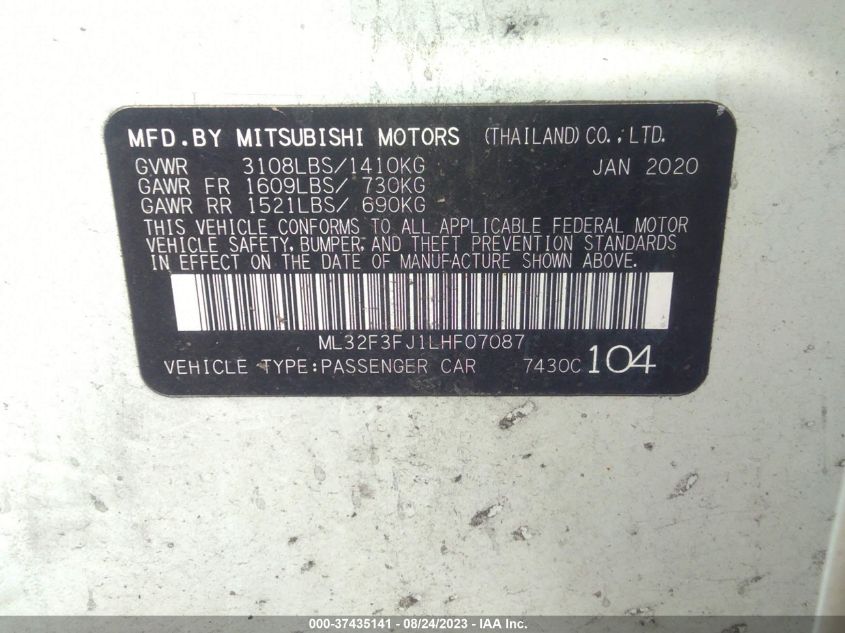 MFD.BY MITSUBISHI MOTORS (THAILAND) CO.,LTD.
GVWR 3108LBS/1410KG JAN 2020
GAWR FR 1609LBS/ 730KG
GAWR RR 1521LBS/ 690KG
THIS VEHICLE CONFORMS TO ALL APPLICABLE FEDERAL MOTOR
VEHICLE SAFETY, BUMPER, AND THEFT PREVENTION STANDARDS
IN EFFECT ON THE DATE OF MANUFACTURE SHOWN ABOVE.
ML32F3FJ1LHF07087
VEHICLE TYPE:PASSENGER CAR 7430C 104
000-37435141 - 08/24/2023 - IAA Inc.